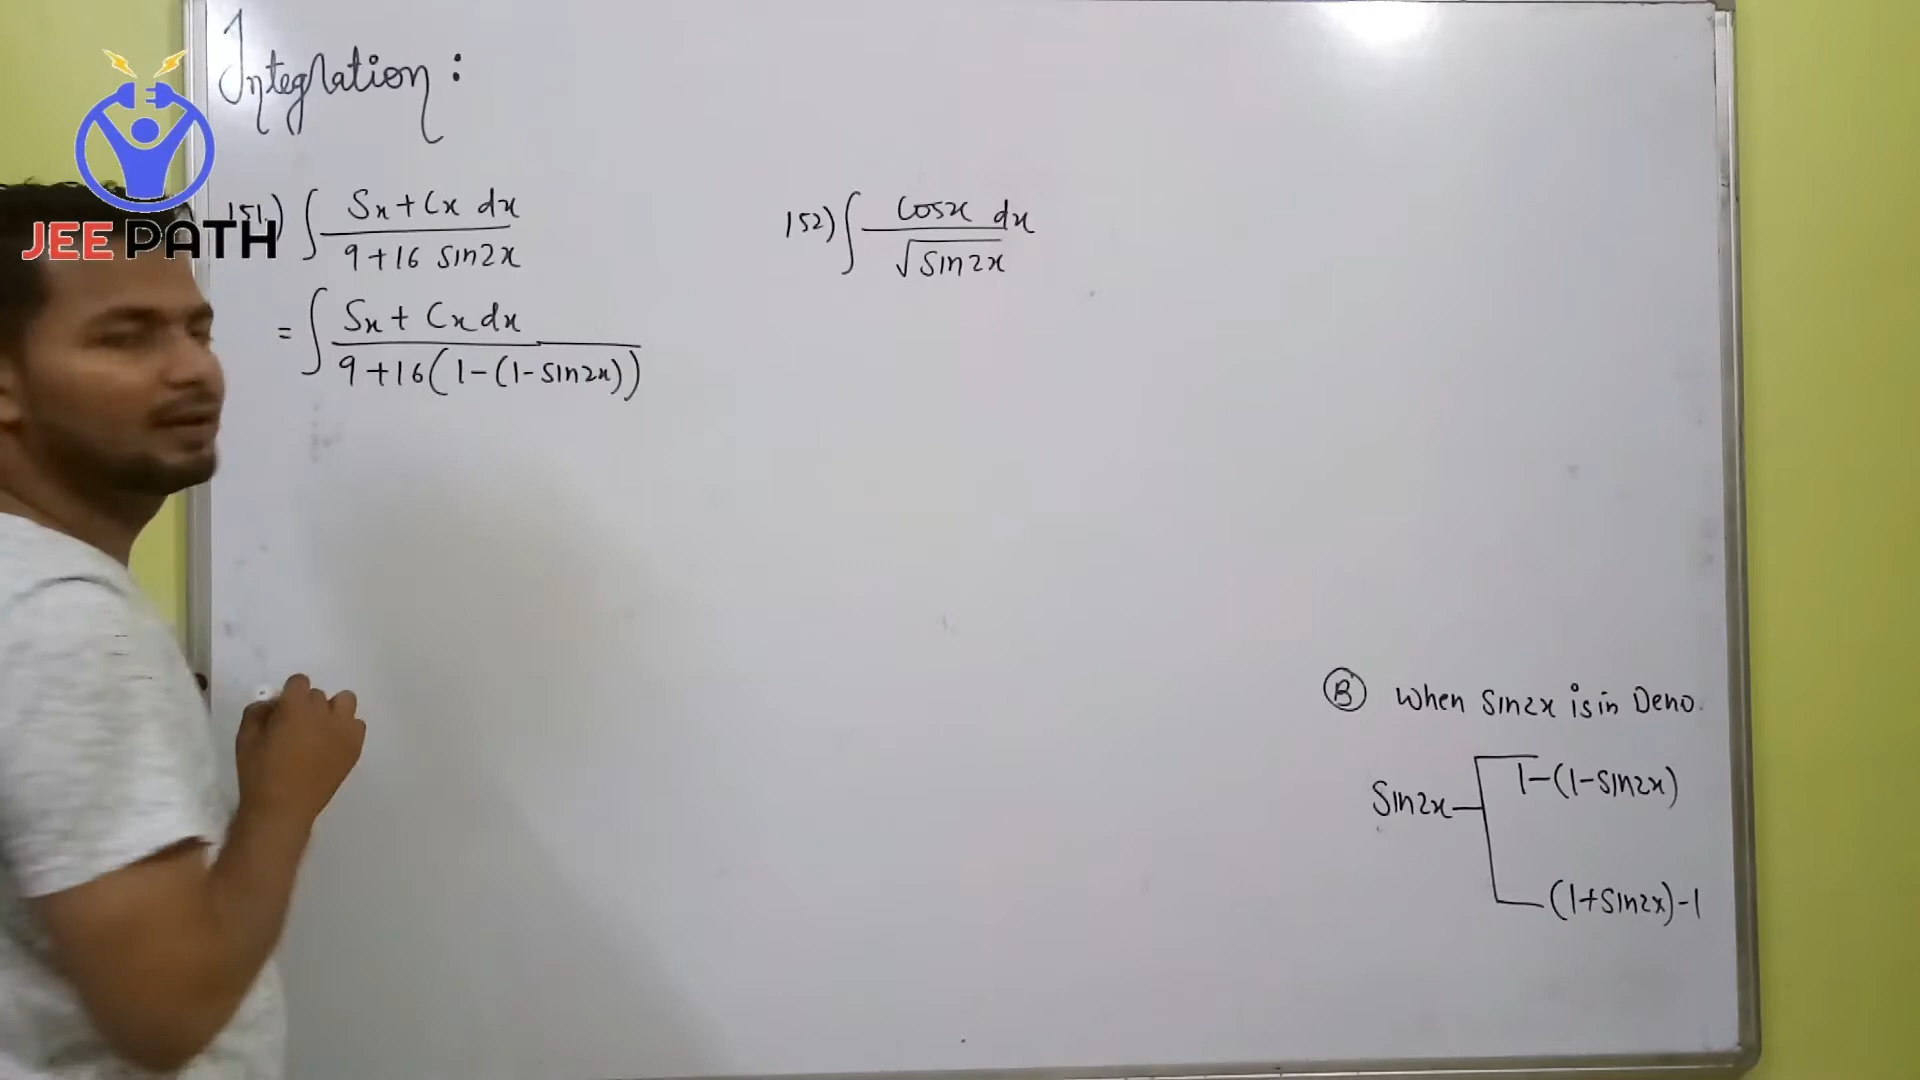 Integration :
JEE PATH
151.) ∫ Sx + Cx dx / 9 + 16 sin2x
= ∫ Sx + Cx dx / 9 + 16 ( 1 - (1 - sin2x))
152) ∫ cosx dx / √sin2x
(B) When sin2x is in Deno.
Sin2x
1 - (1 - sin2x)
(1 + sin2x) - 1